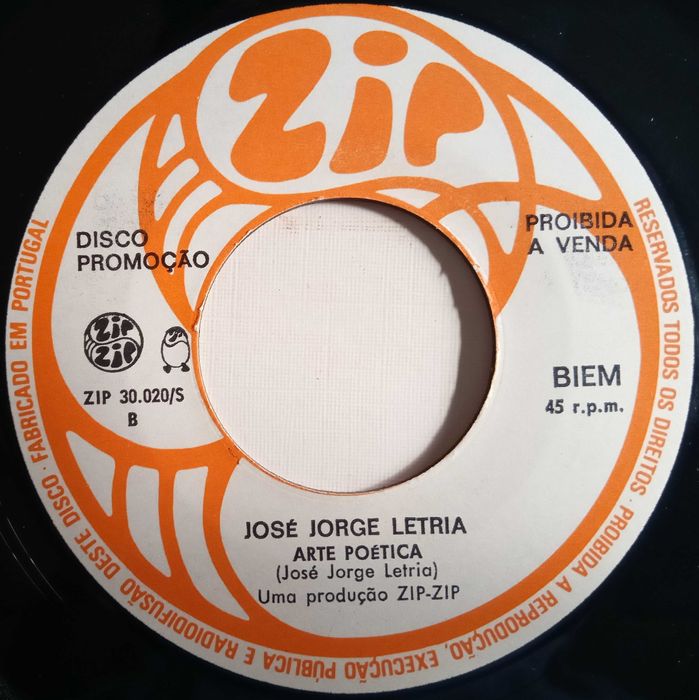 zip
DISCO
PROMOÇÃO
PROIBIDA
A VENDA
zip
zip
ZIP 30.020/S
B
BIEM
45 r.p.m.
JOSÉ JORGE LETRIA
ARTE POÉTICA
(José Jorge Letria)
Uma produção ZIP-ZIP
RESERVADOS TODOS OS DIREITOS · PROIBIDA A REPRODUÇÃO, EXECUÇÃO PÚBLICA E RADIODIFUSÃO DESTE DISCO · FABRICADO EM PORTUGAL